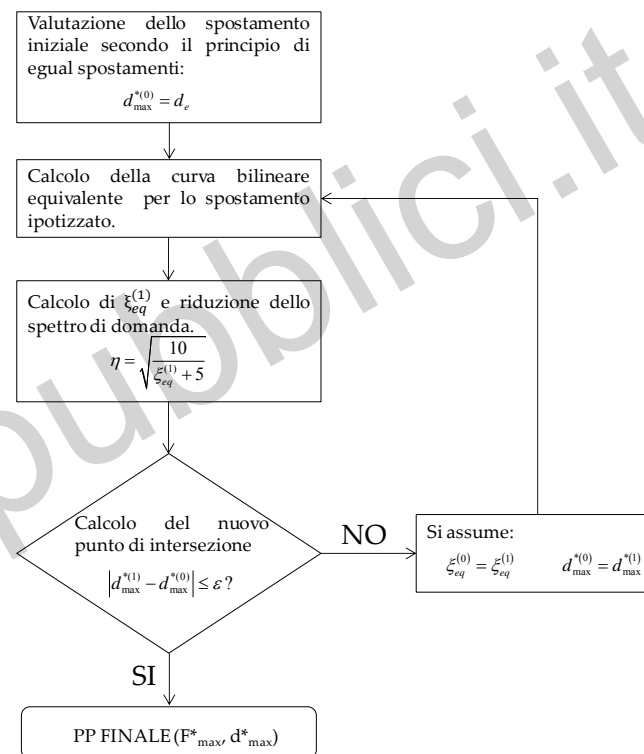 Valutazione dello spostamento
iniziale secondo il principio di
egual spostamenti:
d*(0)max = de
Calcolo della curva bilineare
equivalente per lo spostamento
ipotizzato.
Calcolo di ξ(1)eq e riduzione dello
spettro di domanda.
η = √(10 / (ξ(1)eq + 5))
Calcolo del nuovo
punto di intersezione
|d*(1)max − d*(0)max| ≤ ε?
NO
Si assume:
ξ(0)eq = ξ(1)eq d*(0)max = d*(1)max
SI
PP FINALE (F*max, d*max)
pubblici.it